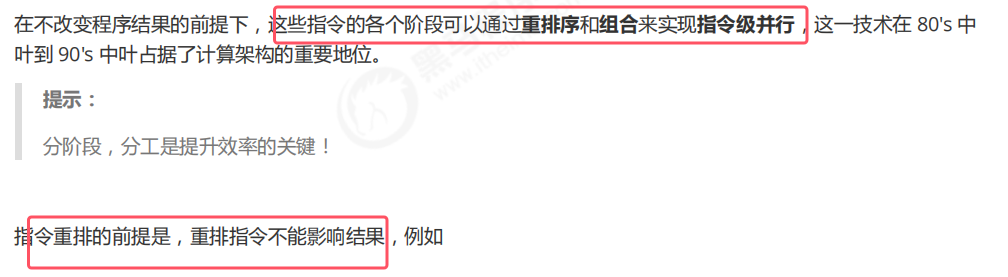 在不改变程序结果的前提下，这些指令的各个阶段可以通过重排序和组合来实现指令级并行，这一技术在 80's 中
叶到 90's 中叶占据了计算架构的重要地位。
提示：
分阶段，分工是提升效率的关键！
指令重排的前提是，重排指令不能影响结果，例如